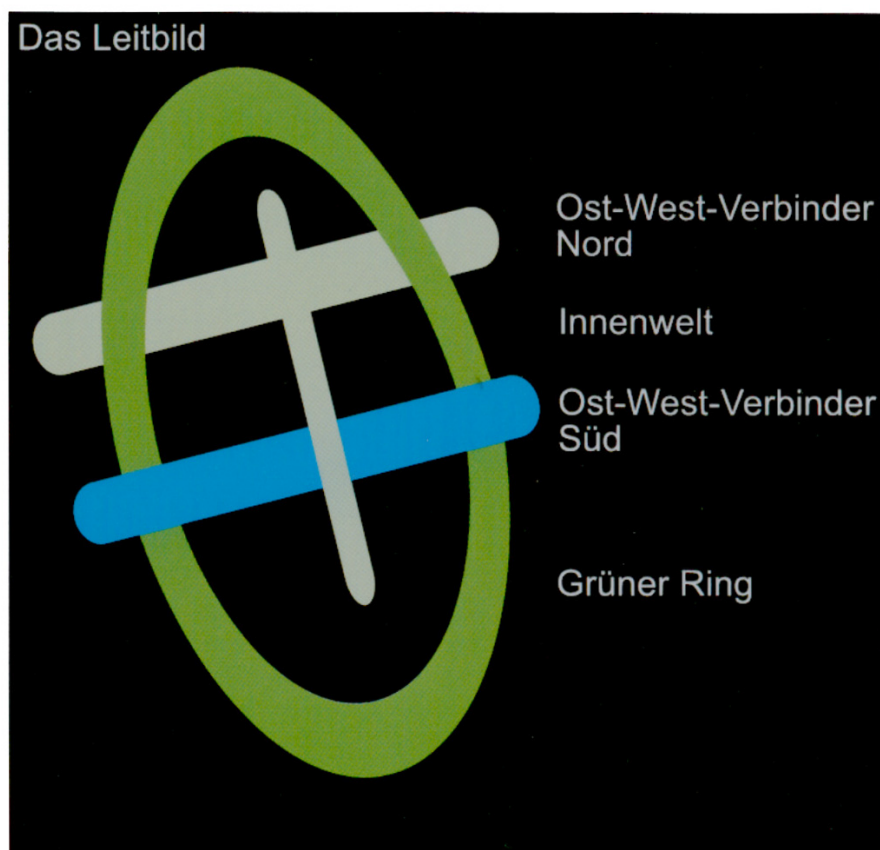 Das Leitbild
Ost-West-Verbinder
Nord
Innenwelt
Ost-West-Verbinder
Süd
Grüner Ring